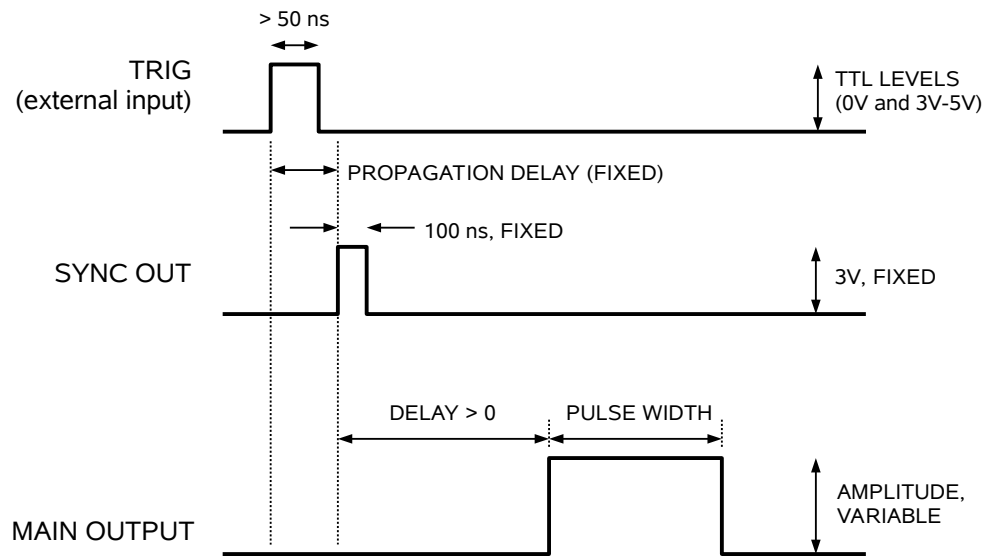 > 50 ns
TRIG
(external input)
TTL LEVELS
(0V and 3V-5V)
PROPAGATION DELAY (FIXED)
100 ns, FIXED
SYNC OUT
3V, FIXED
DELAY > 0
PULSE WIDTH
AMPLITUDE,
VARIABLE
MAIN OUTPUT